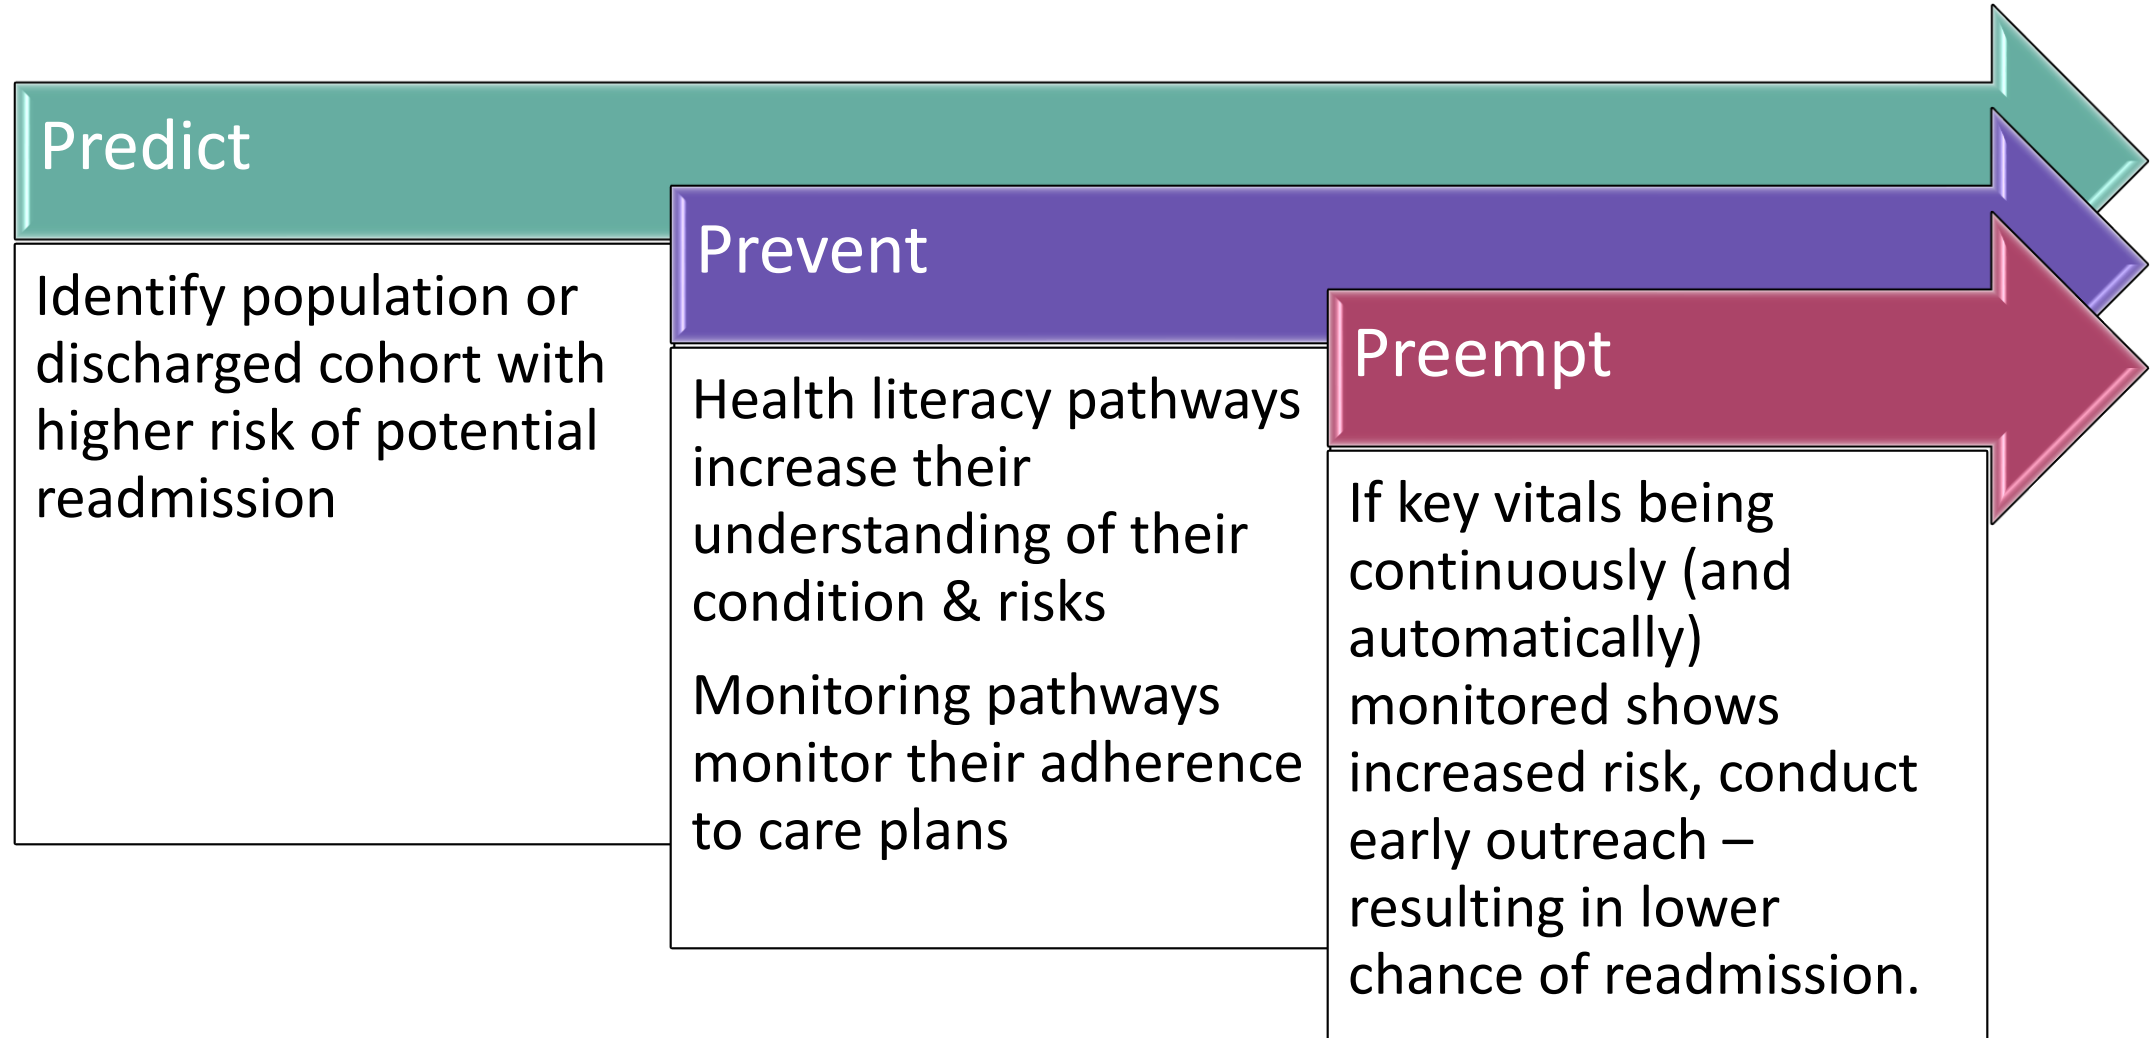 Predict
Identify population or
discharged cohort with
higher risk of potential
readmission
Prevent
Health literacy pathways
increase their
understanding of their
condition & risks
Monitoring pathways
monitor their adherence
to care plans
Preempt
If key vitals being
continuously (and
automatically)
monitored shows
increased risk, conduct
early outreach –
resulting in lower
chance of readmission.